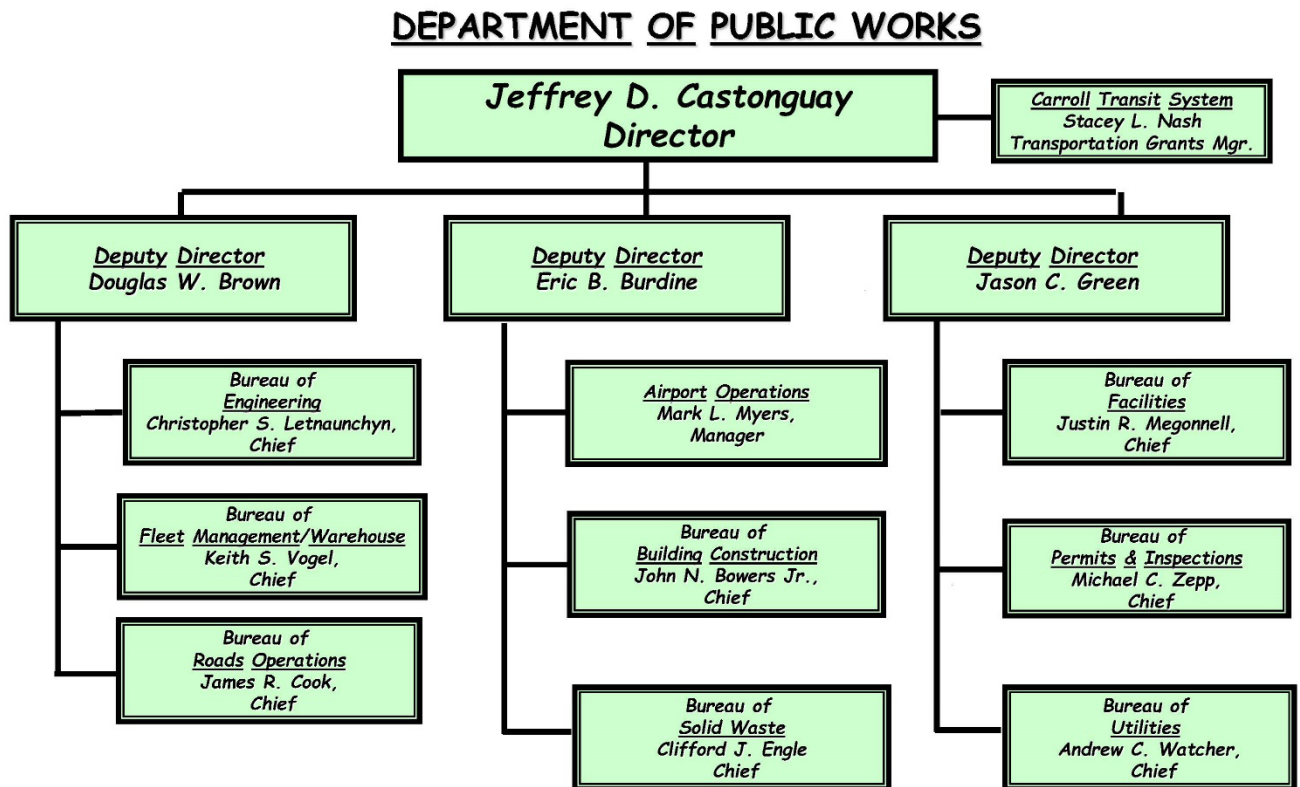 DEPARTMENT OF PUBLIC WORKS
Jeffrey D. Castonguay
Director
Carroll Transit System
Stacey L. Nash
Transportation Grants Mgr.
Deputy Director
Douglas W. Brown
Deputy Director
Eric B. Burdine
Deputy Director
Jason C. Green
Bureau of
Engineering
Christopher S. Letnaunchyn,
Chief
Bureau of
Fleet Management/Warehouse
Keith S. Vogel,
Chief
Bureau of
Roads Operations
James R. Cook,
Chief
Airport Operations
Mark L. Myers,
Manager
Bureau of
Building Construction
John N. Bowers Jr.,
Chief
Bureau of
Solid Waste
Clifford J. Engle
Chief
Bureau of
Facilities
Justin R. Megonnell,
Chief
Bureau of
Permits & Inspections
Michael C. Zepp,
Chief
Bureau of
Utilities
Andrew C. Watcher,
Chief